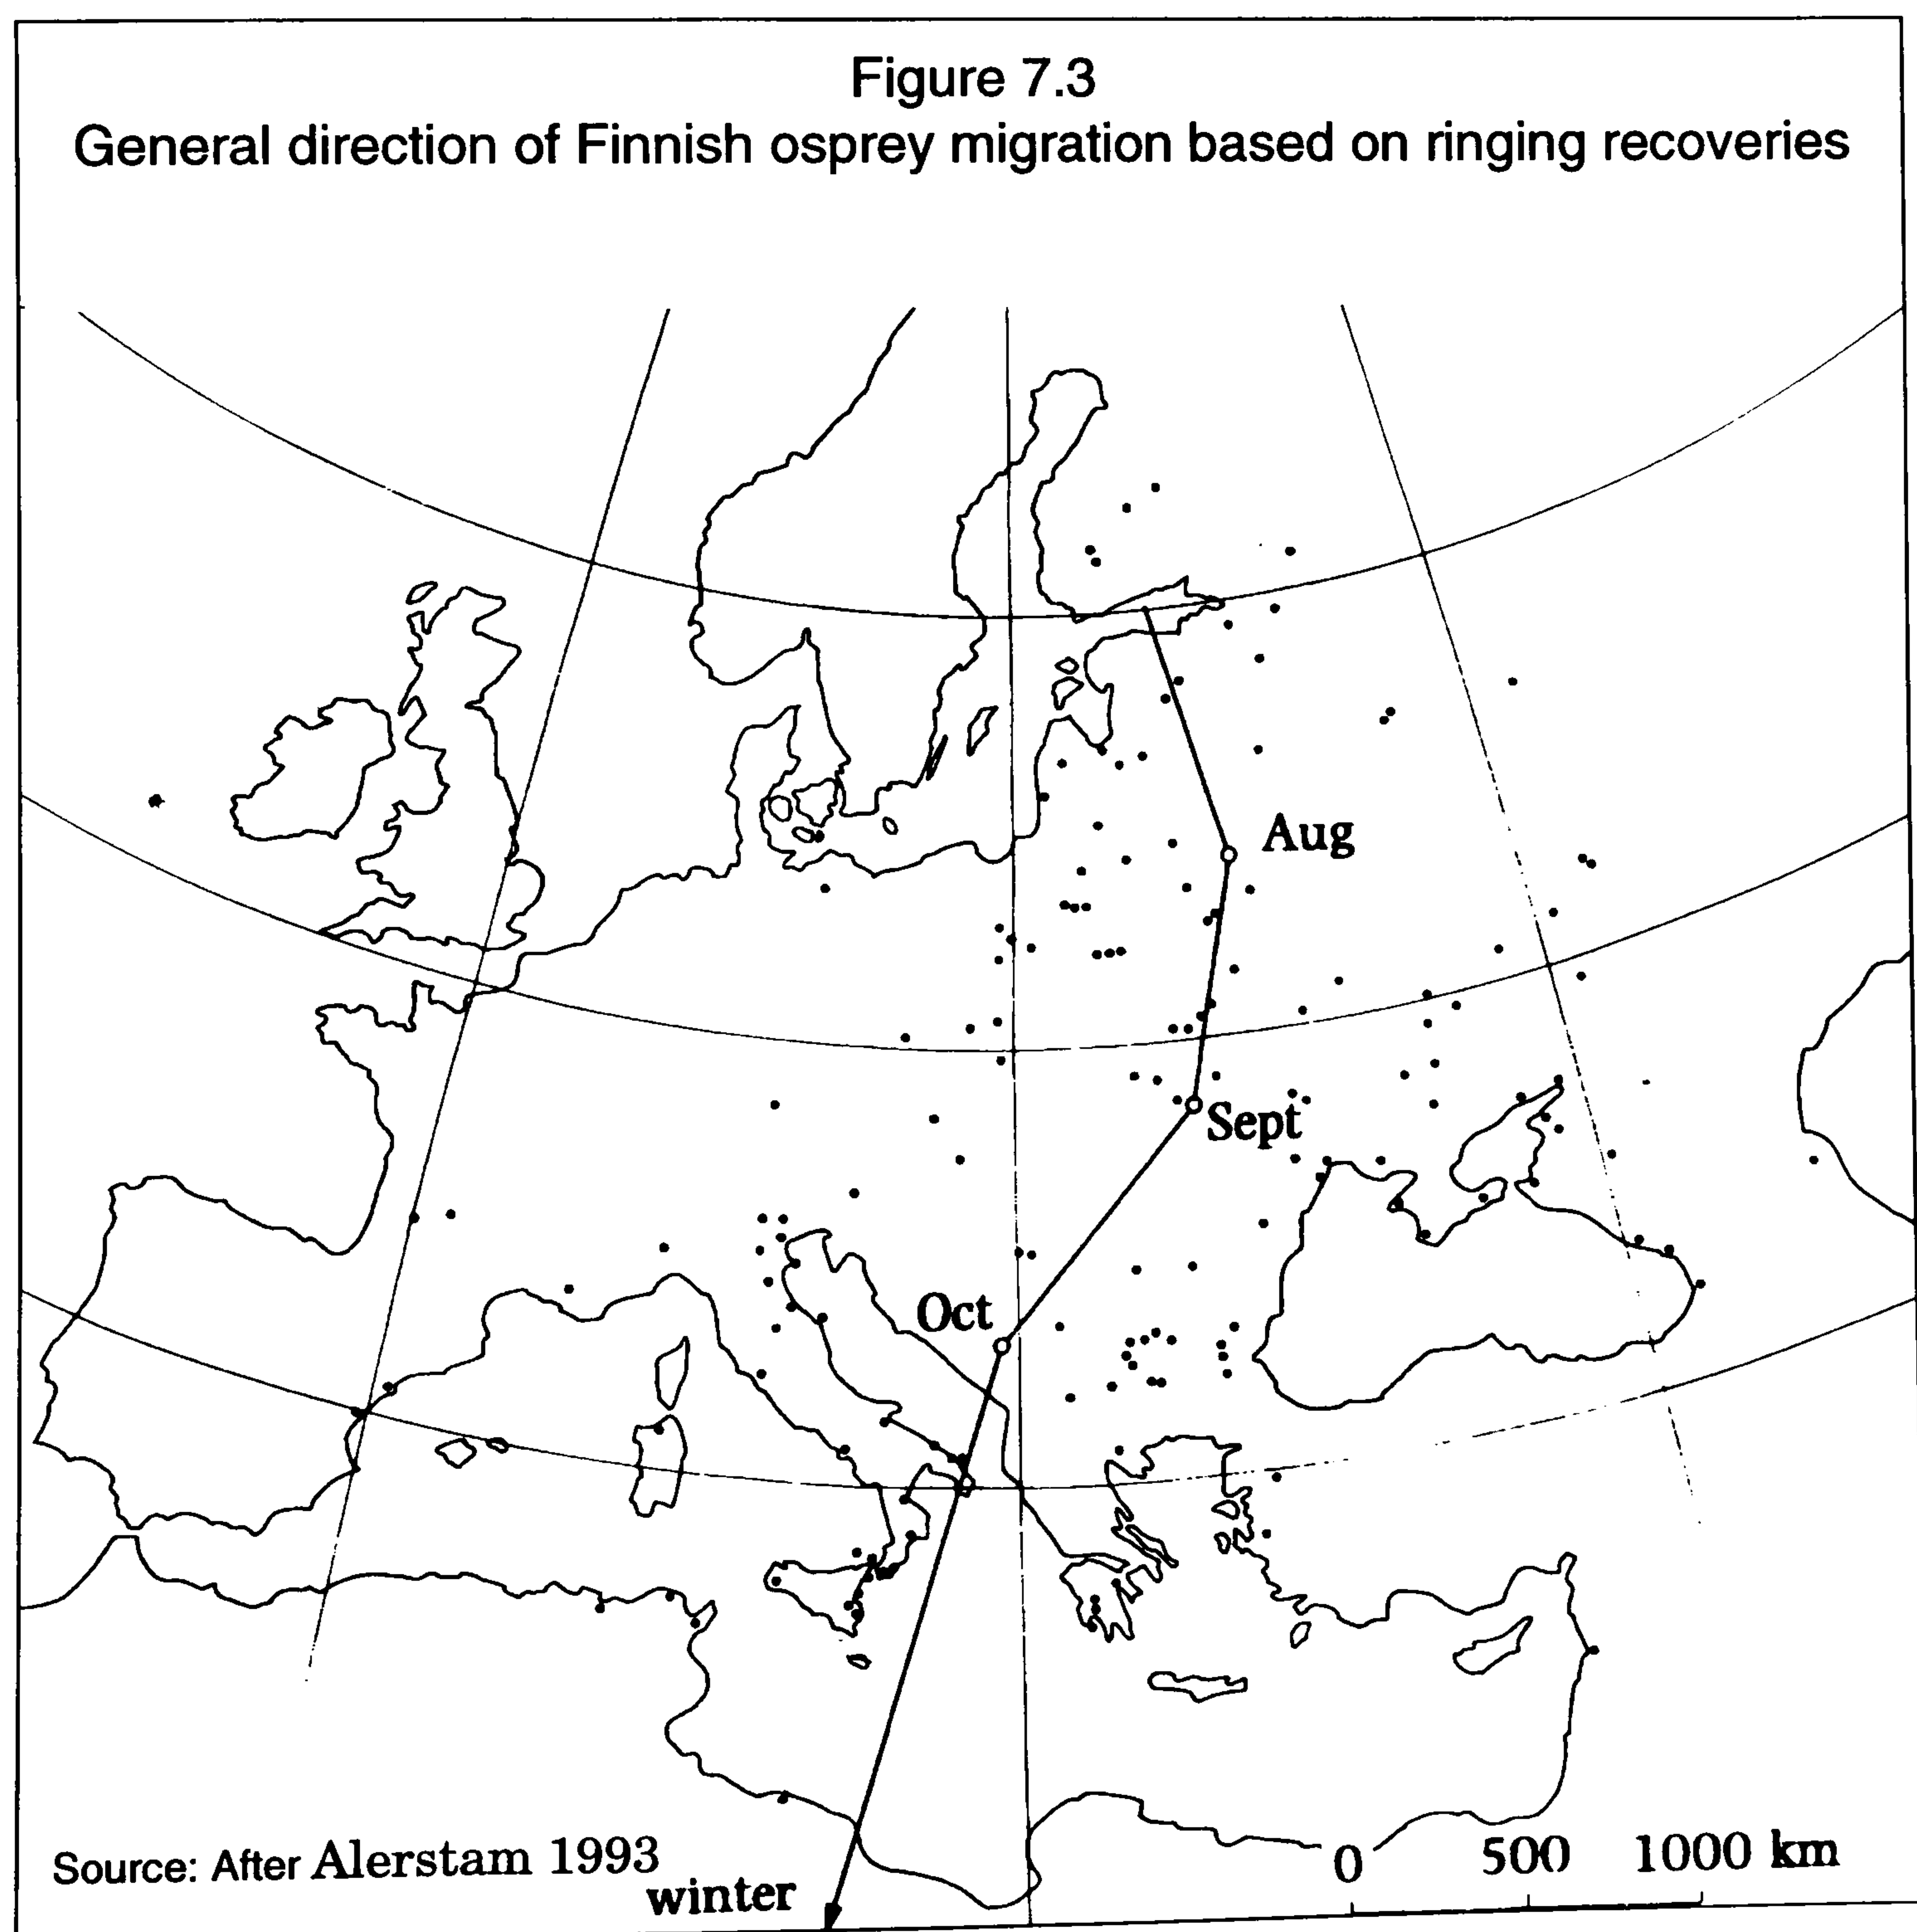 Figure 7.3
General direction of Finnish osprey migration based on ringing recoveries
Aug
Sept
Oct
Source: After Alerstam 1993
winter
0 500 1000 km